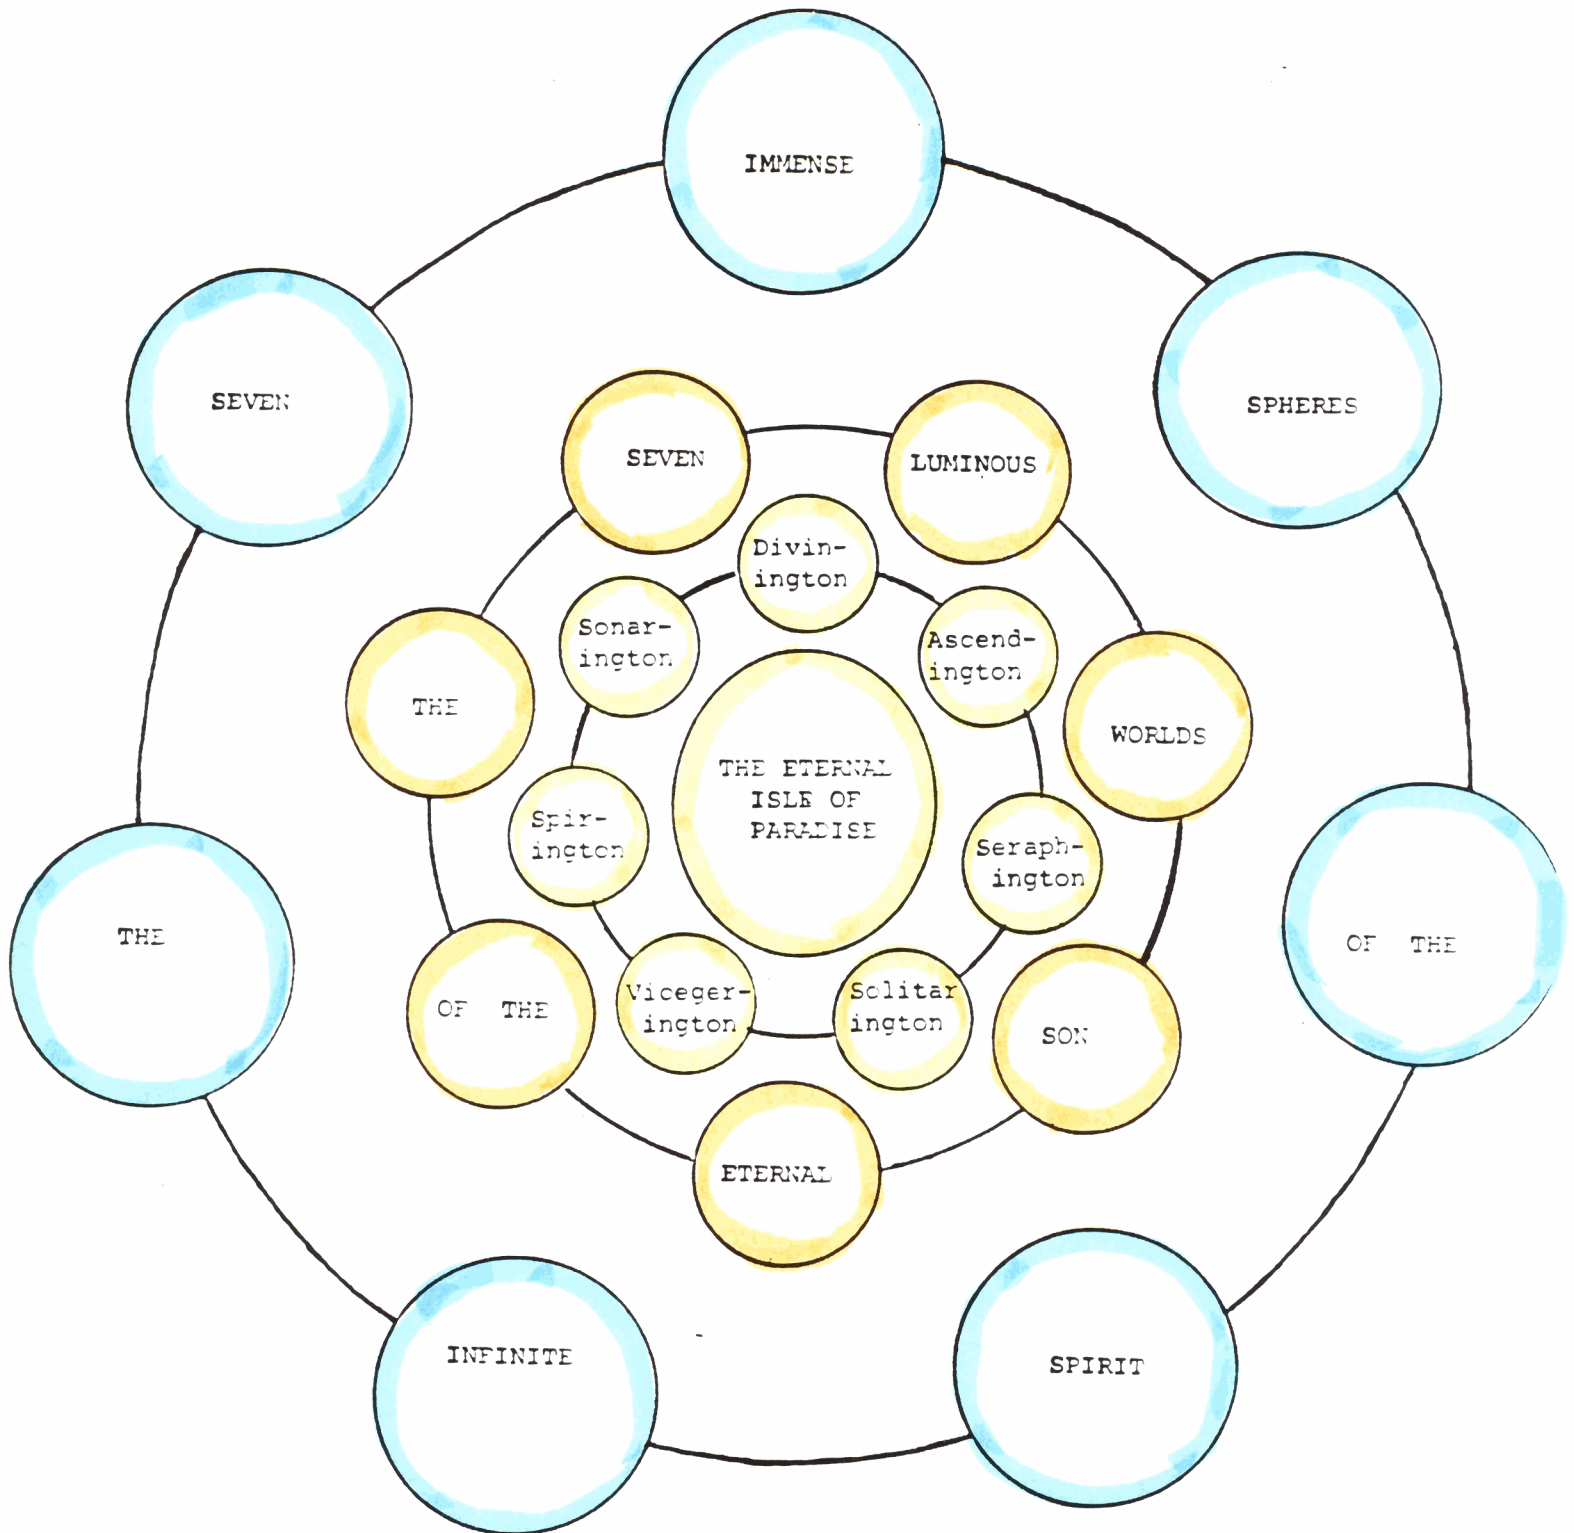 IMMENSE
SEVEN
SPHERES
SEVEN
LUMINOUS
Divin-
ington
Sonar-
ington
Ascend-
ington
THE
WORLDS
THE ETERNAL
ISLE OF
PARADISE
Spir-
ington
Seraph-
ington
THE
OF THE
OF THE
Viceger-
ington
Solitar
ington
SON
ETERNAL
INFINITE
SPIRIT